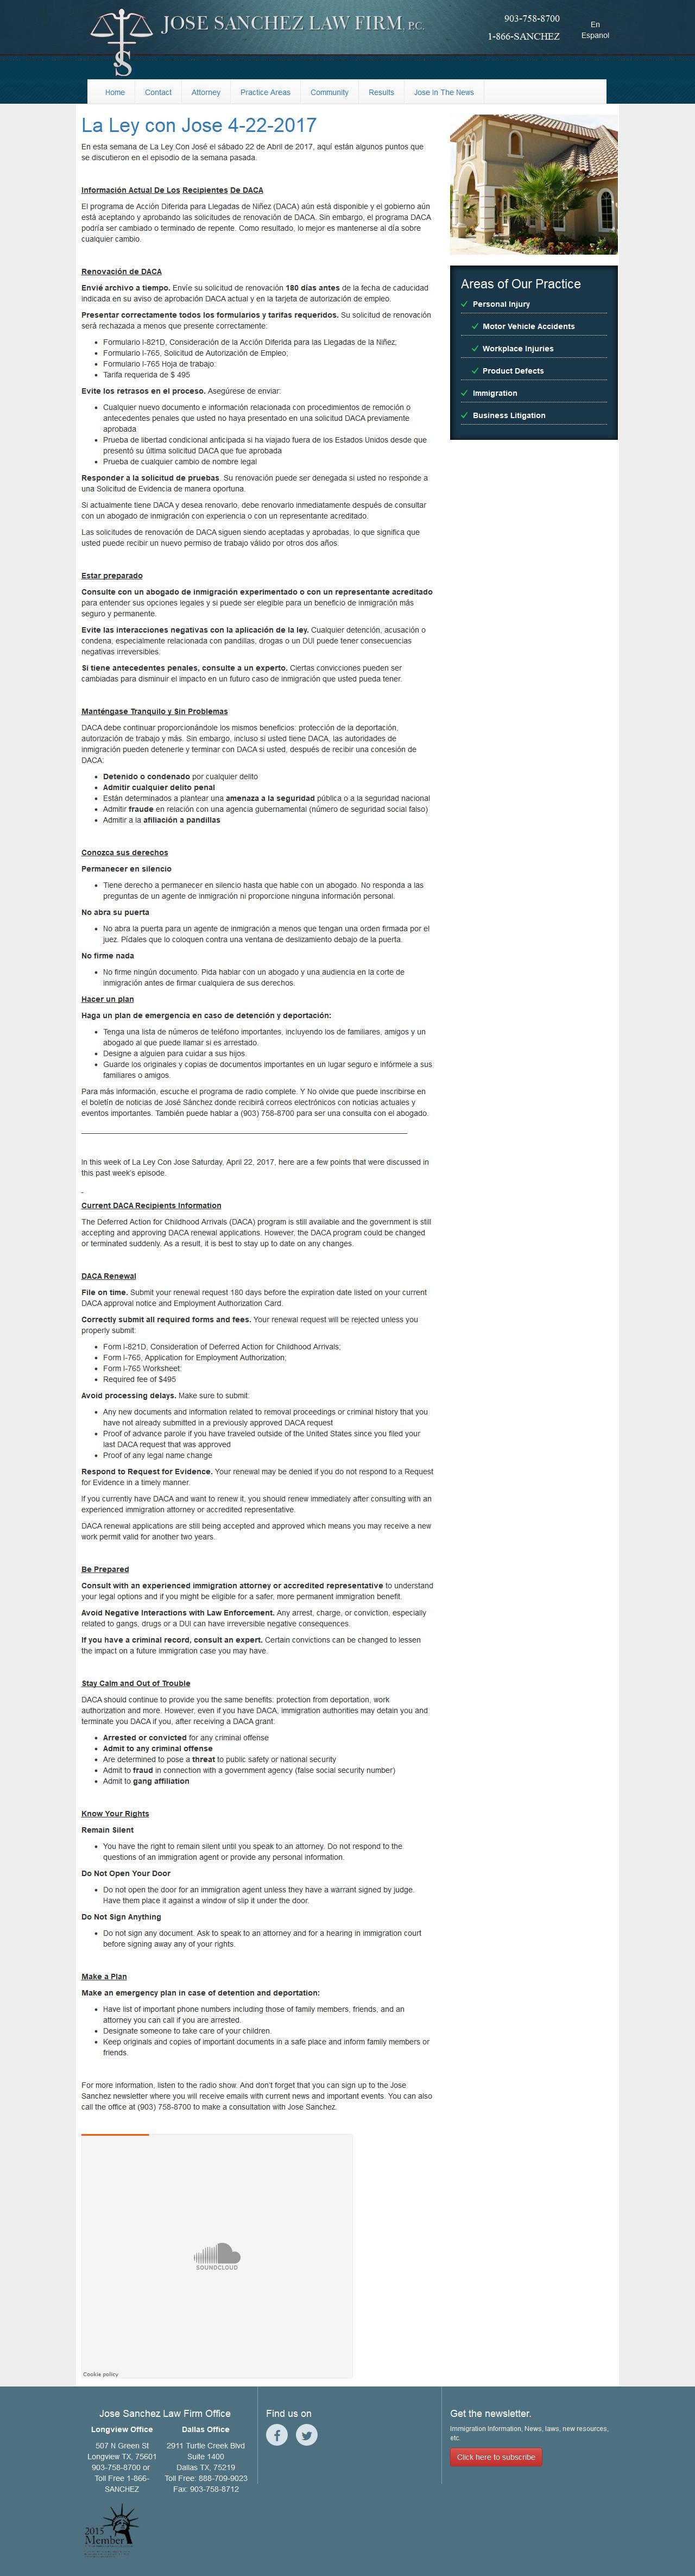 JOSE SANCHEZ LAW FIRM, P.C.
903-758-8700
1-866-SANCHEZ
En
Espanol
Home
Contact
Attorney
Practice Areas
Community
Results
Jose In The News
La Ley con Jose 4-22-2017
En esta semana de La Ley Con José el sábado 22 de Abril de 2017, aquí están algunos puntos que
se discutieron en el episodio de la semana pasada.
Información Actual De Los Recipientes De DACA
El programa de Acción Diferida para Llegadas de Niñez (DACA) aún está disponible y el gobierno aún
está aceptando y aprobando las solicitudes de renovación de DACA. Sin embargo, el programa DACA
podría ser cambiado o terminado de repente. Como resultado, lo mejor es mantenerse al día sobre
cualquier cambio.
Renovación de DACA
Envié archivo a tiempo. Envíe su solicitud de renovación 180 días antes de la fecha de caducidad
indicada en su aviso de aprobación DACA actual y en la tarjeta de autorización de empleo.
Presentar correctamente todos los formularios y tarifas requeridos. Su solicitud de renovación
será rechazada a menos que presente correctamente:
Formulario I-821D, Consideración de la Acción Diferida para las Llegadas de la Niñez;
Formulario I-765, Solicitud de Autorización de Empleo;
Formulario I-765 Hoja de trabajo:
Tarifa requerida de $ 495
Evite los retrasos en el proceso. Asegúrese de enviar:
Cualquier nuevo documento e información relacionada con procedimientos de remoción o
antecedentes penales que usted no haya presentado en una solicitud DACA previamente
aprobada
Prueba de libertad condicional anticipada si ha viajado fuera de los Estados Unidos desde que
presentó su última solicitud DACA que fue aprobada
Prueba de cualquier cambio de nombre legal
Responder a la solicitud de pruebas. Su renovación puede ser denegada si usted no responde a
una Solicitud de Evidencia de manera oportuna.
Si actualmente tiene DACA y desea renovarlo, debe renovarlo inmediatamente después de consultar
con un abogado de inmigración con experiencia o con un representante acreditado.
Las solicitudes de renovación de DACA siguen siendo aceptadas y aprobadas, lo que significa que
usted puede recibir un nuevo permiso de trabajo válido por otros dos años.
Estar preparado
Consulte con un abogado de inmigración experimentado o con un representante acreditado
para entender sus opciones legales y si puede ser elegible para un beneficio de inmigración más
seguro y permanente.
Evite las interacciones negativas con la aplicación de la ley. Cualquier detención, acusación o
condena, especialmente relacionada con pandillas, drogas o un DUI puede tener consecuencias
negativas irreversibles.
Si tiene antecedentes penales, consulte a un experto. Ciertas convicciones pueden ser
cambiadas para disminuir el impacto en un futuro caso de inmigración que usted pueda tener.
Manténgase Tranquilo y Sin Problemas
DACA debe continuar proporcionándole los mismos beneficios: protección de la deportación,
autorización de trabajo y más. Sin embargo, incluso si usted tiene DACA, las autoridades de
inmigración pueden detenerle y terminar con DACA si usted, después de recibir una concesión de
DACA:
Detenido o condenado por cualquier delito
Admitir cualquier delito penal
Están determinados a plantear una amenaza a la seguridad pública o a la seguridad nacional
Admitir fraude en relación con una agencia gubernamental (número de seguridad social falso)
Admitir a la afiliación a pandillas
Conozca sus derechos
Permanecer en silencio
Tiene derecho a permanecer en silencio hasta que hable con un abogado. No responda a las
preguntas de un agente de inmigración ni proporcione ninguna información personal.
No abra su puerta
No abra la puerta para un agente de inmigración a menos que tengan una orden firmada por el
juez. Pídales que lo coloquen contra una ventana de deslizamiento debajo de la puerta.
No firme nada
No firme ningún documento. Pida hablar con un abogado y una audiencia en la corte de
inmigración antes de firmar cualquiera de sus derechos.
Hacer un plan
Haga un plan de emergencia en caso de detención y deportación:
Tenga una lista de números de teléfono importantes, incluyendo los de familiares, amigos y un
abogado al que puede llamar si es arrestado.
Designe a alguien para cuidar a sus hijos.
Guarde los originales y copias de documentos importantes en un lugar seguro e infórmele a sus
familiares o amigos.
Para más información, escuche el programa de radio complete. Y No olvide que puede inscribirse en
el boletín de noticias de José Sánchez donde recibirá correos electrónicos con noticias actuales y
eventos importantes. También puede hablar a (903) 758-8700 para ser una consulta con el abogado.
In this week of La Ley Con Jose Saturday, April 22, 2017, here are a few points that were discussed in
this past week's episode.
Current DACA Recipients Information
The Deferred Action for Childhood Arrivals (DACA) program is still available and the government is still
accepting and approving DACA renewal applications. However, the DACA program could be changed
or terminated suddenly. As a result, it is best to stay up to date on any changes.
DACA Renewal
File on time. Submit your renewal request 180 days before the expiration date listed on your current
DACA approval notice and Employment Authorization Card.
Correctly submit all required forms and fees. Your renewal request will be rejected unless you
properly submit:
Form I-821D, Consideration of Deferred Action for Childhood Arrivals;
Form I-765, Application for Employment Authorization;
Form I-765 Worksheet:
Required fee of $495
Avoid processing delays. Make sure to submit:
Any new documents and information related to removal proceedings or criminal history that you
have not already submitted in a previously approved DACA request
Proof of advance parole if you have traveled outside of the United States since you filed your
last DACA request that was approved
Proof of any legal name change
Respond to Request for Evidence. Your renewal may be denied if you do not respond to a Request
for Evidence in a timely manner.
If you currently have DACA and want to renew it, you should renew immediately after consulting with an
experienced immigration attorney or accredited representative.
DACA renewal applications are still being accepted and approved which means you may receive a new
work permit valid for another two years.
Be Prepared
Consult with an experienced immigration attorney or accredited representative to understand
your legal options and if you might be eligible for a safer, more permanent immigration benefit.
Avoid Negative Interactions with Law Enforcement. Any arrest, charge, or conviction, especially
related to gangs, drugs or a DUI can have irreversible negative consequences.
If you have a criminal record, consult an expert. Certain convictions can be changed to lessen
the impact on a future immigration case you may have.
Stay Calm and Out of Trouble
DACA should continue to provide you the same benefits: protection from deportation, work
authorization and more. However, even if you have DACA, immigration authorities may detain you and
terminate you DACA if you, after receiving a DACA grant:
Arrested or convicted for any criminal offense
Admit to any criminal offense
Are determined to pose a threat to public safety or national security
Admit to fraud in connection with a government agency (false social security number)
Admit to gang affiliation
Know Your Rights
Remain Silent
You have the right to remain silent until you speak to an attorney. Do not respond to the
questions of an immigration agent or provide any personal information.
Do Not Open Your Door
Do not open the door for an immigration agent unless they have a warrant signed by judge.
Have them place it against a window of slip it under the door.
Do Not Sign Anything
Do not sign any document. Ask to speak to an attorney and for a hearing in immigration court
before signing away any of your rights.
Make a Plan
Make an emergency plan in case of detention and deportation:
Have list of important phone numbers including those of family members, friends, and an
attorney you can call if you are arrested.
Designate someone to take care of your children.
Keep originals and copies of important documents in a safe place and inform family members or
friends.
For more information, listen to the radio show. And don't forget that you can sign up to the Jose
Sanchez newsletter where you will receive emails with current news and important events. You can also
call the office at (903) 758-8700 to make a consultation with Jose Sanchez.
SOUNDCLOUD
Cookie policy
Areas of Our Practice
Personal Injury
Motor Vehicle Accidents
Workplace Injuries
Product Defects
Immigration
Business Litigation
Jose Sanchez Law Firm Office
Longview Office
507 N Green St
Longview TX, 75601
903-758-8700 or
Toll Free 1-866-
SANCHEZ
Dallas Office
2911 Turtle Creek Blvd
Suite 1400
Dallas TX, 75219
Toll Free: 888-709-9023
Fax: 903-758-8712
2015
Member
Find us on
Get the newsletter.
Immigration Information, News, laws, new resources,
etc.
Click here to subscribe